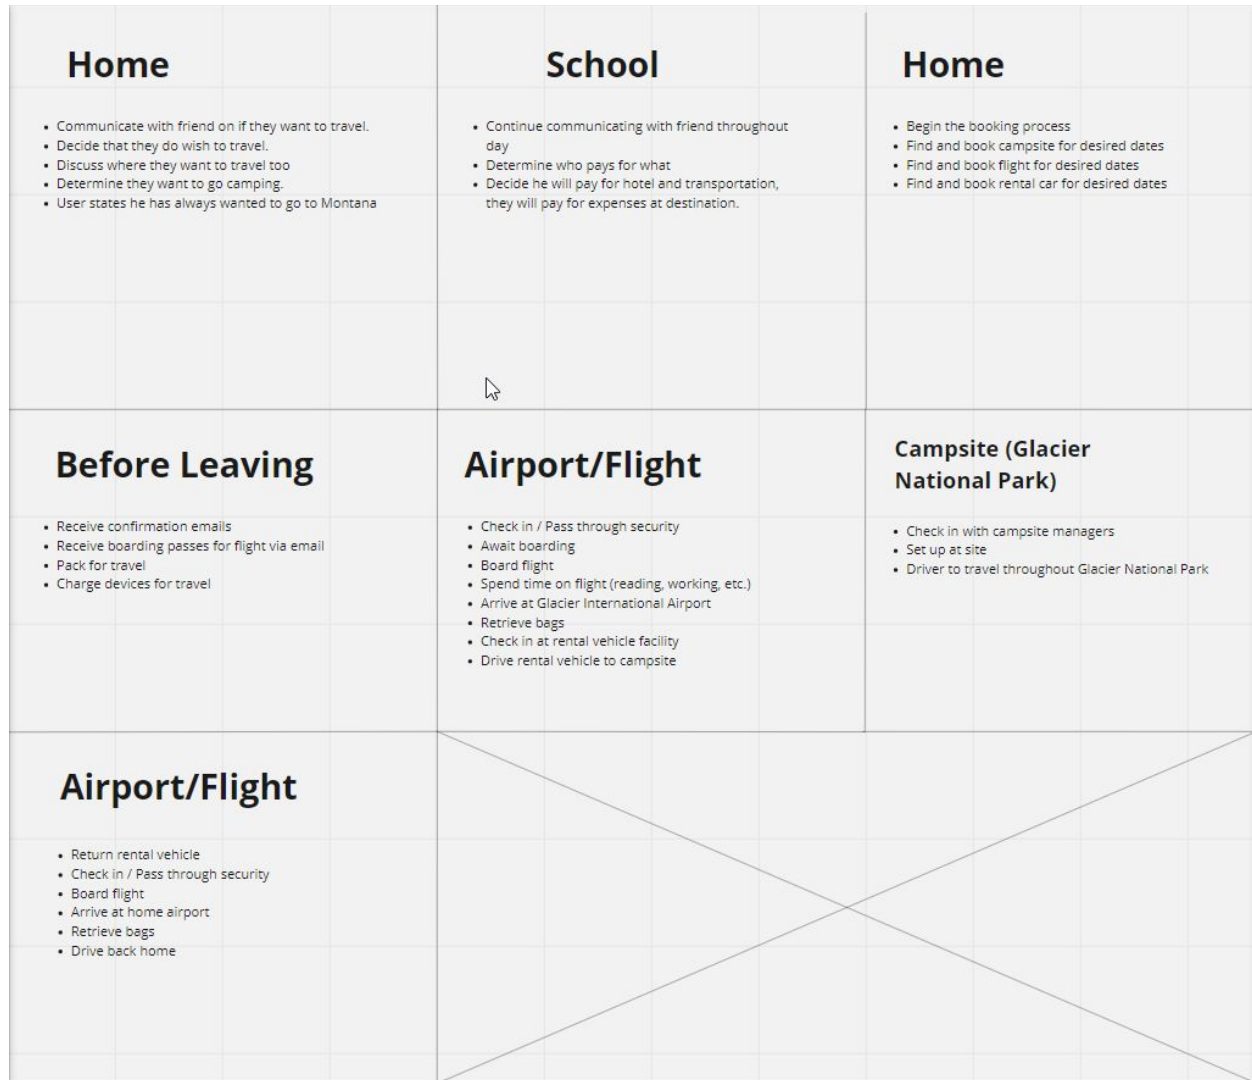 Home
• Communicate with friend on if they want to travel.
• Decide that they do wish to travel.
• Discuss where they want to travel too
• Determine they want to go camping.
• User states he has always wanted to go to Montana
School
• Continue communicating with friend throughout
day
• Determine who pays for what
• Decide he will pay for hotel and transportation,
they will pay for expenses at destination.
Home
• Begin the booking process
• Find and book campsite for desired dates
• Find and book flight for desired dates
• Find and book rental car for desired dates
Before Leaving
• Receive confirmation emails
• Receive boarding passes for flight via email
• Pack for travel
• Charge devices for travel
Airport/Flight
• Check in / Pass through security
• Await boarding
• Board flight
• Spend time on flight (reading, working, etc.)
• Arrive at Glacier International Airport
• Retrieve bags
• Check in at rental vehicle facility
• Drive rental vehicle to campsite
Campsite (Glacier
National Park)
• Check in with campsite managers
• Set up at site
• Driver to travel throughout Glacier National Park
Airport/Flight
• Return rental vehicle
• Check in / Pass through security
• Board flight
• Arrive at home airport
• Retrieve bags
• Drive back home